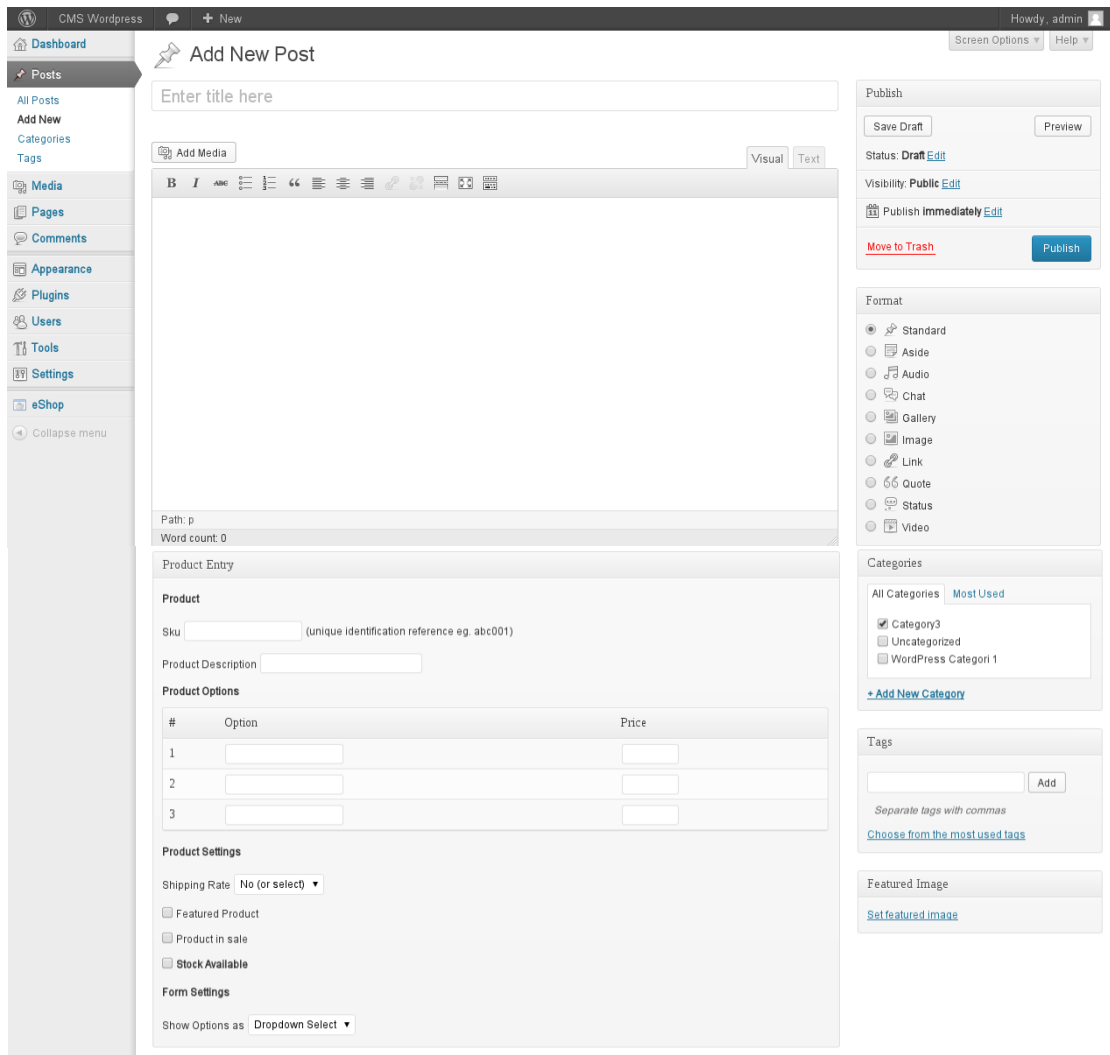 CMS Wordpress + New Howdy, admin
Screen Options Help
Dashboard
Posts
All Posts
Add New
Categories
Tags
Media
Pages
Comments
Appearance
Plugins
Users
Tools
Settings
eShop
Collapse menu
Add New Post
Enter title here
Add Media
Visual Text
B I ABC
Path: p
Word count: 0
Product Entry
Product
Sku (unique identification reference eg. abc001)
Product Description
Product Options
# Option Price
1
2
3
Product Settings
Shipping Rate No (or select)
Featured Product
Product in sale
Stock Available
Form Settings
Show Options as Dropdown Select
Publish
Save Draft Preview
Status: Draft Edit
Visibility: Public Edit
11 Publish immediately Edit
Move to Trash Publish
Format
Standard
Aside
Audio
Chat
Gallery
Image
Link
Quote
Status
Video
Categories
All Categories Most Used
Category3
Uncategorized
WordPress Categori 1
+ Add New Category
Tags
Add
Separate tags with commas
Choose from the most used tags
Featured Image
Set featured image